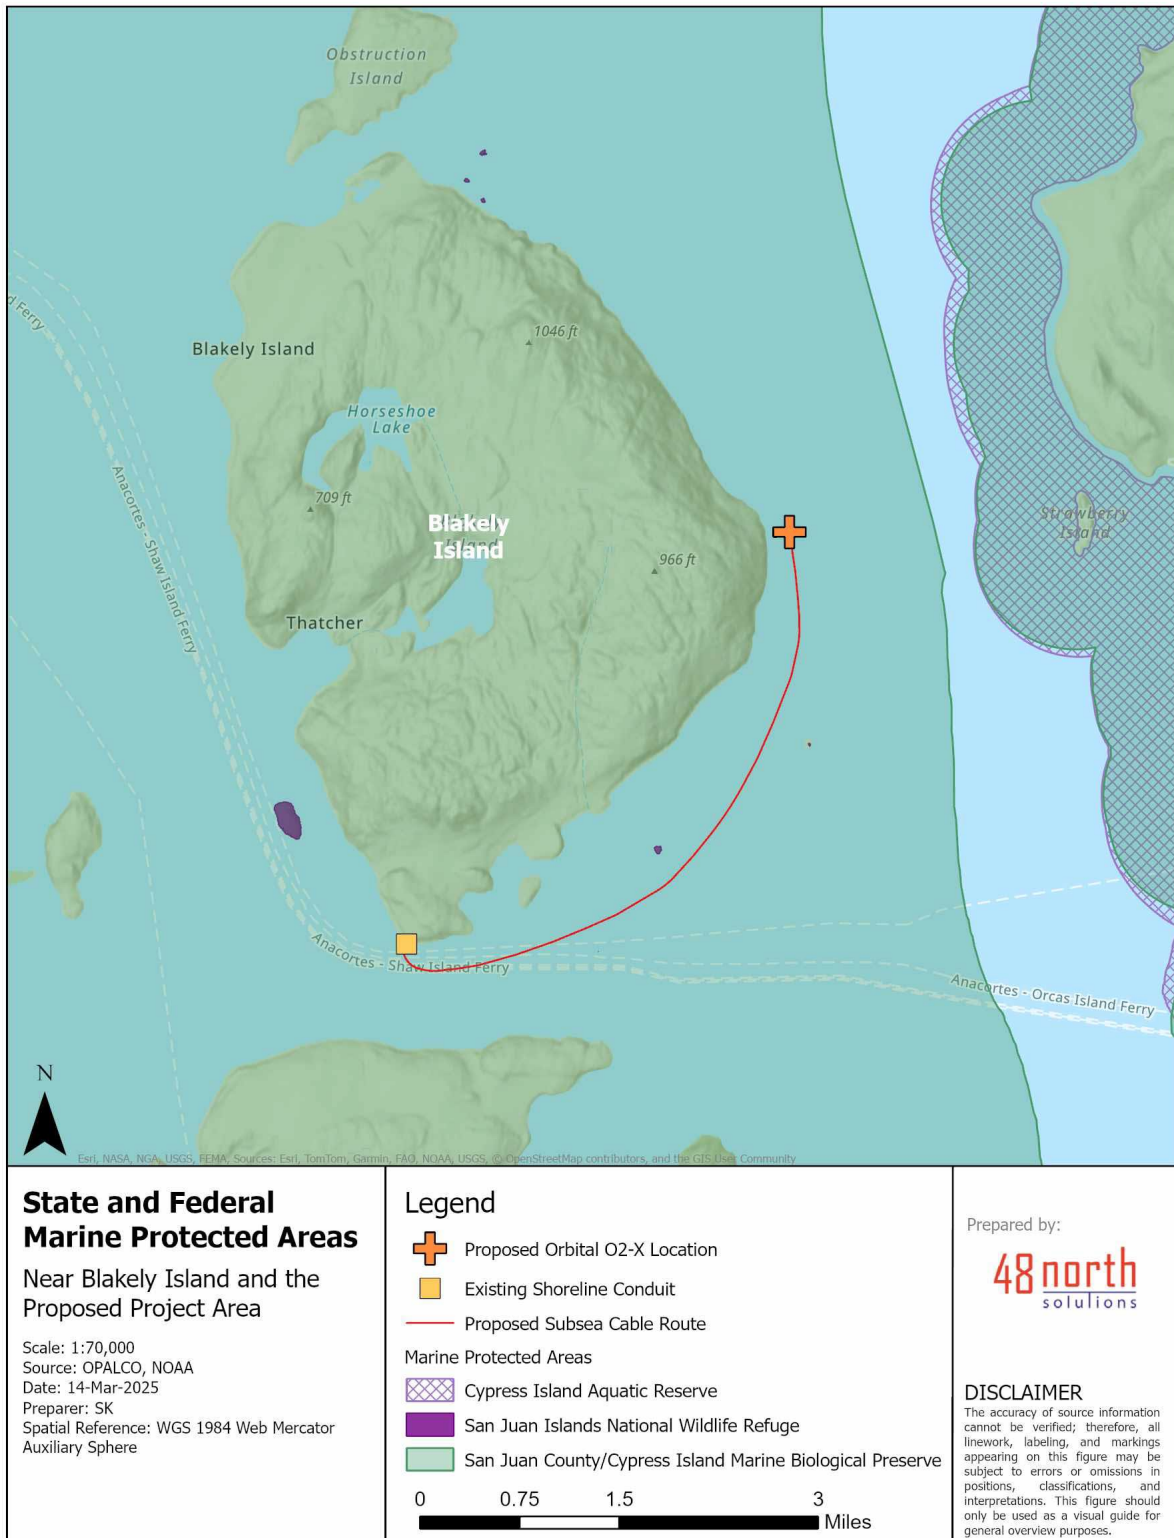 Obstruction
Island
d Ferry
1046 ft
Blakely Island
Horseshoe
Lake
709 ft
Anacortes - Shaw Island Ferry
Blakely
Island
Strawberry
Island
966 ft
Thatcher
Anacortes - Shaw Island Ferry
Anacortes - Orcas Island Ferry
N
Esri, NASA, NGA, USGS, FEMA, Sources: Esri, TomTom, Garmin, FAO, NOAA, USGS, © OpenStreetMap contributors, and the GIS User Community
State and Federal
Marine Protected Areas
Near Blakely Island and the
Proposed Project Area
Scale: 1:70,000
Source: OPALCO, NOAA
Date: 14-Mar-2025
Preparer: SK
Spatial Reference: WGS 1984 Web Mercator
Auxiliary Sphere
Legend
Proposed Orbital O2-X Location
Existing Shoreline Conduit
Proposed Subsea Cable Route
Marine Protected Areas
Cypress Island Aquatic Reserve
San Juan Islands National Wildlife Refuge
San Juan County/Cypress Island Marine Biological Preserve
0 0.75 1.5 3
Miles
Prepared by:
48 north
solutions
DISCLAIMER
The accuracy of source information
cannot be verified; therefore, all
linework, labeling, and markings
appearing on this figure may be
subject to errors or omissions in
positions, classifications, and
interpretations. This figure should
only be used as a visual guide for
general overview purposes.